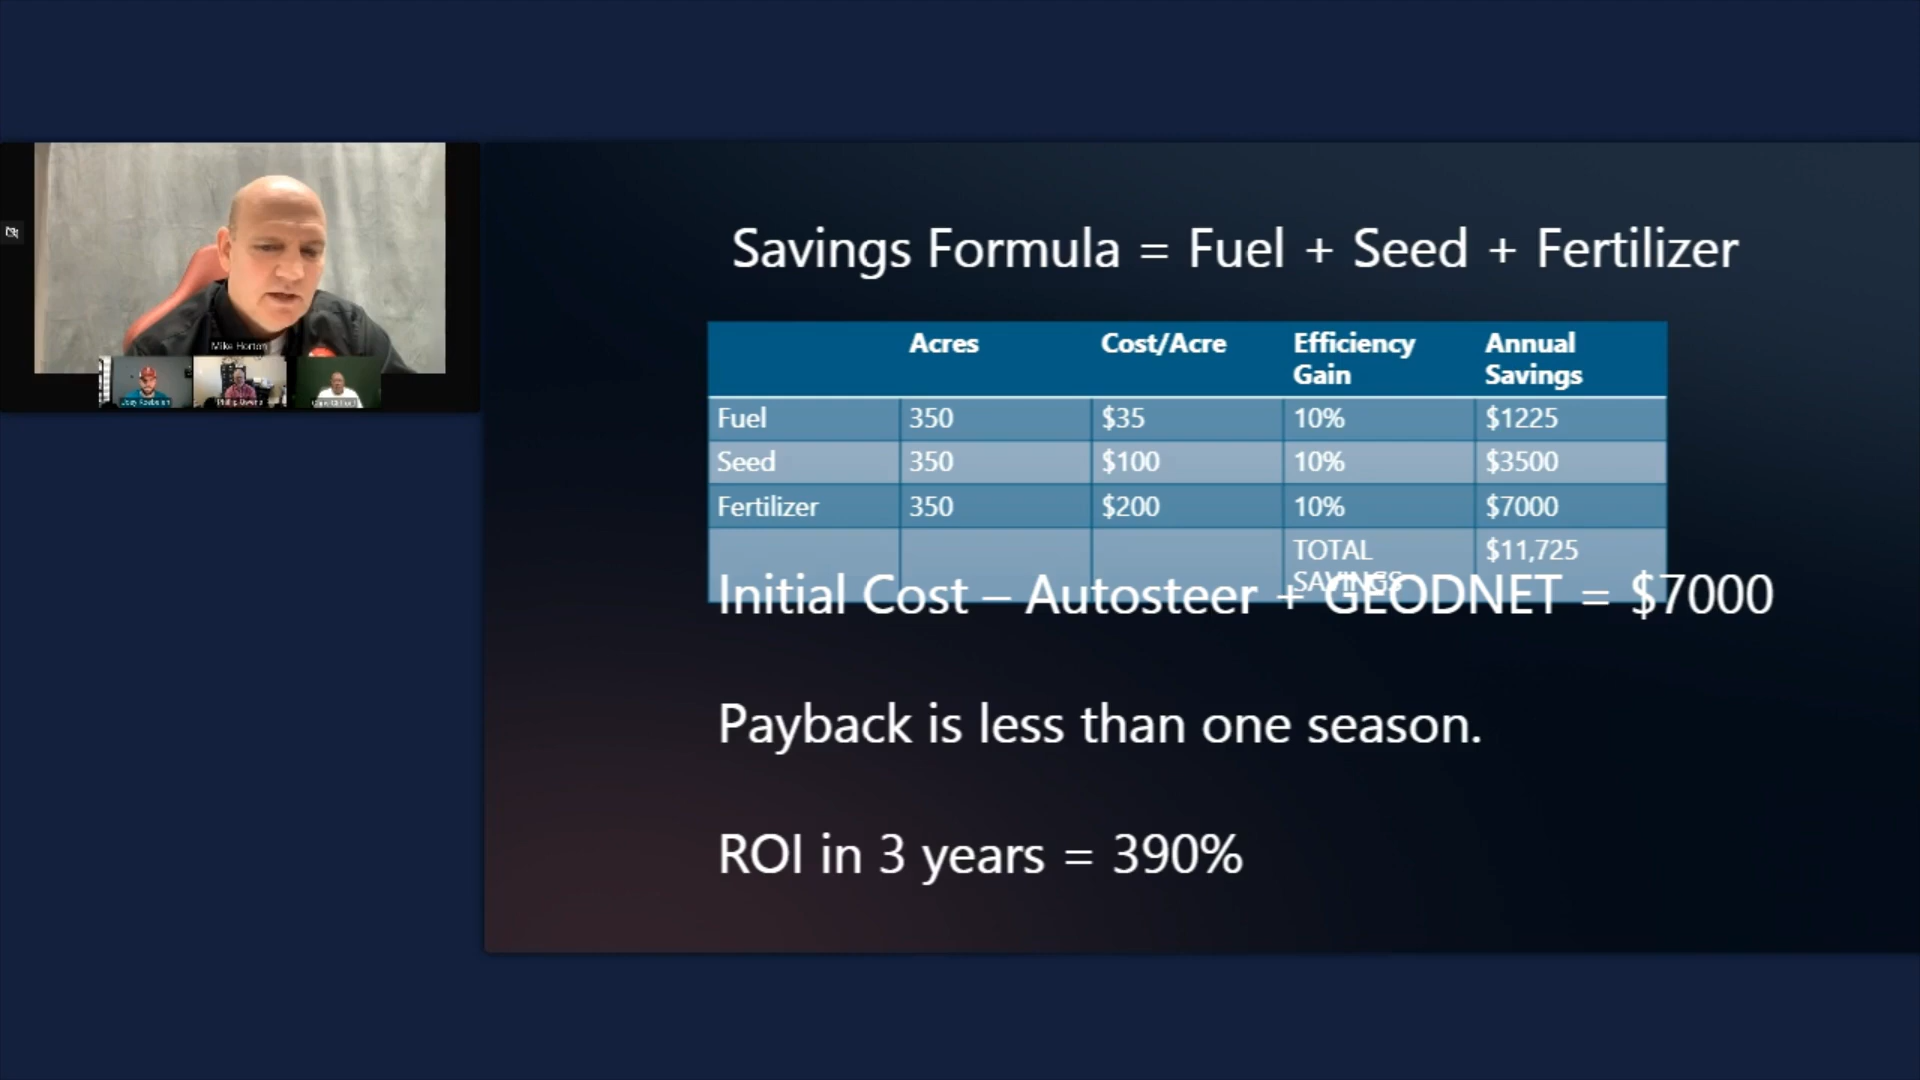 Mike Horton
Savings Formula = Fuel + Seed + Fertilizer
Acres Cost/Acre Efficiency Gain Annual Savings
Fuel 350 $35 10% $1225
Seed 350 $100 10% $3500
Fertilizer 350 $200 10% $7000
TOTAL SAVINGS $11,725
Initial Cost – Autosteer + GEODNET = $7000
Payback is less than one season.
ROI in 3 years = 390%